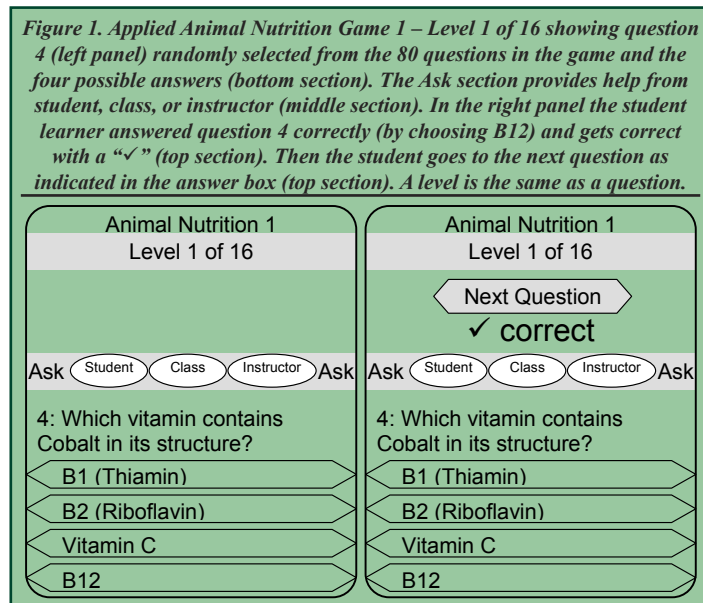 Figure 1. Applied Animal Nutrition Game 1 – Level 1 of 16 showing question
4 (left panel) randomly selected from the 80 questions in the game and the
four possible answers (bottom section). The Ask section provides help from
student, class, or instructor (middle section). In the right panel the student
learner answered question 4 correctly (by choosing B12) and gets correct
with a “✓” (top section). Then the student goes to the next question as
indicated in the answer box (top section). A level is the same as a question.
Animal Nutrition 1
Level 1 of 16
Ask Student Class Instructor Ask
4: Which vitamin contains
Cobalt in its structure?
B1 (Thiamin)
B2 (Riboflavin)
Vitamin C
B12
Animal Nutrition 1
Level 1 of 16
Next Question
✓ correct
Ask Student Class Instructor Ask
4: Which vitamin contains
Cobalt in its structure?
B1 (Thiamin)
B2 (Riboflavin)
Vitamin C
B12